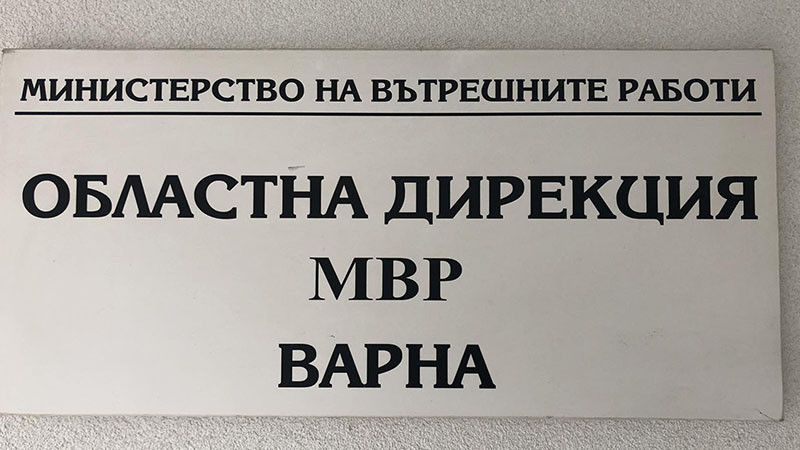 МИНИСТЕРСТВО НА ВЪТРЕШНИТЕ РАБОТИ
ОБЛАСТНА ДИРЕКЦИЯ
МВР
ВАРНА